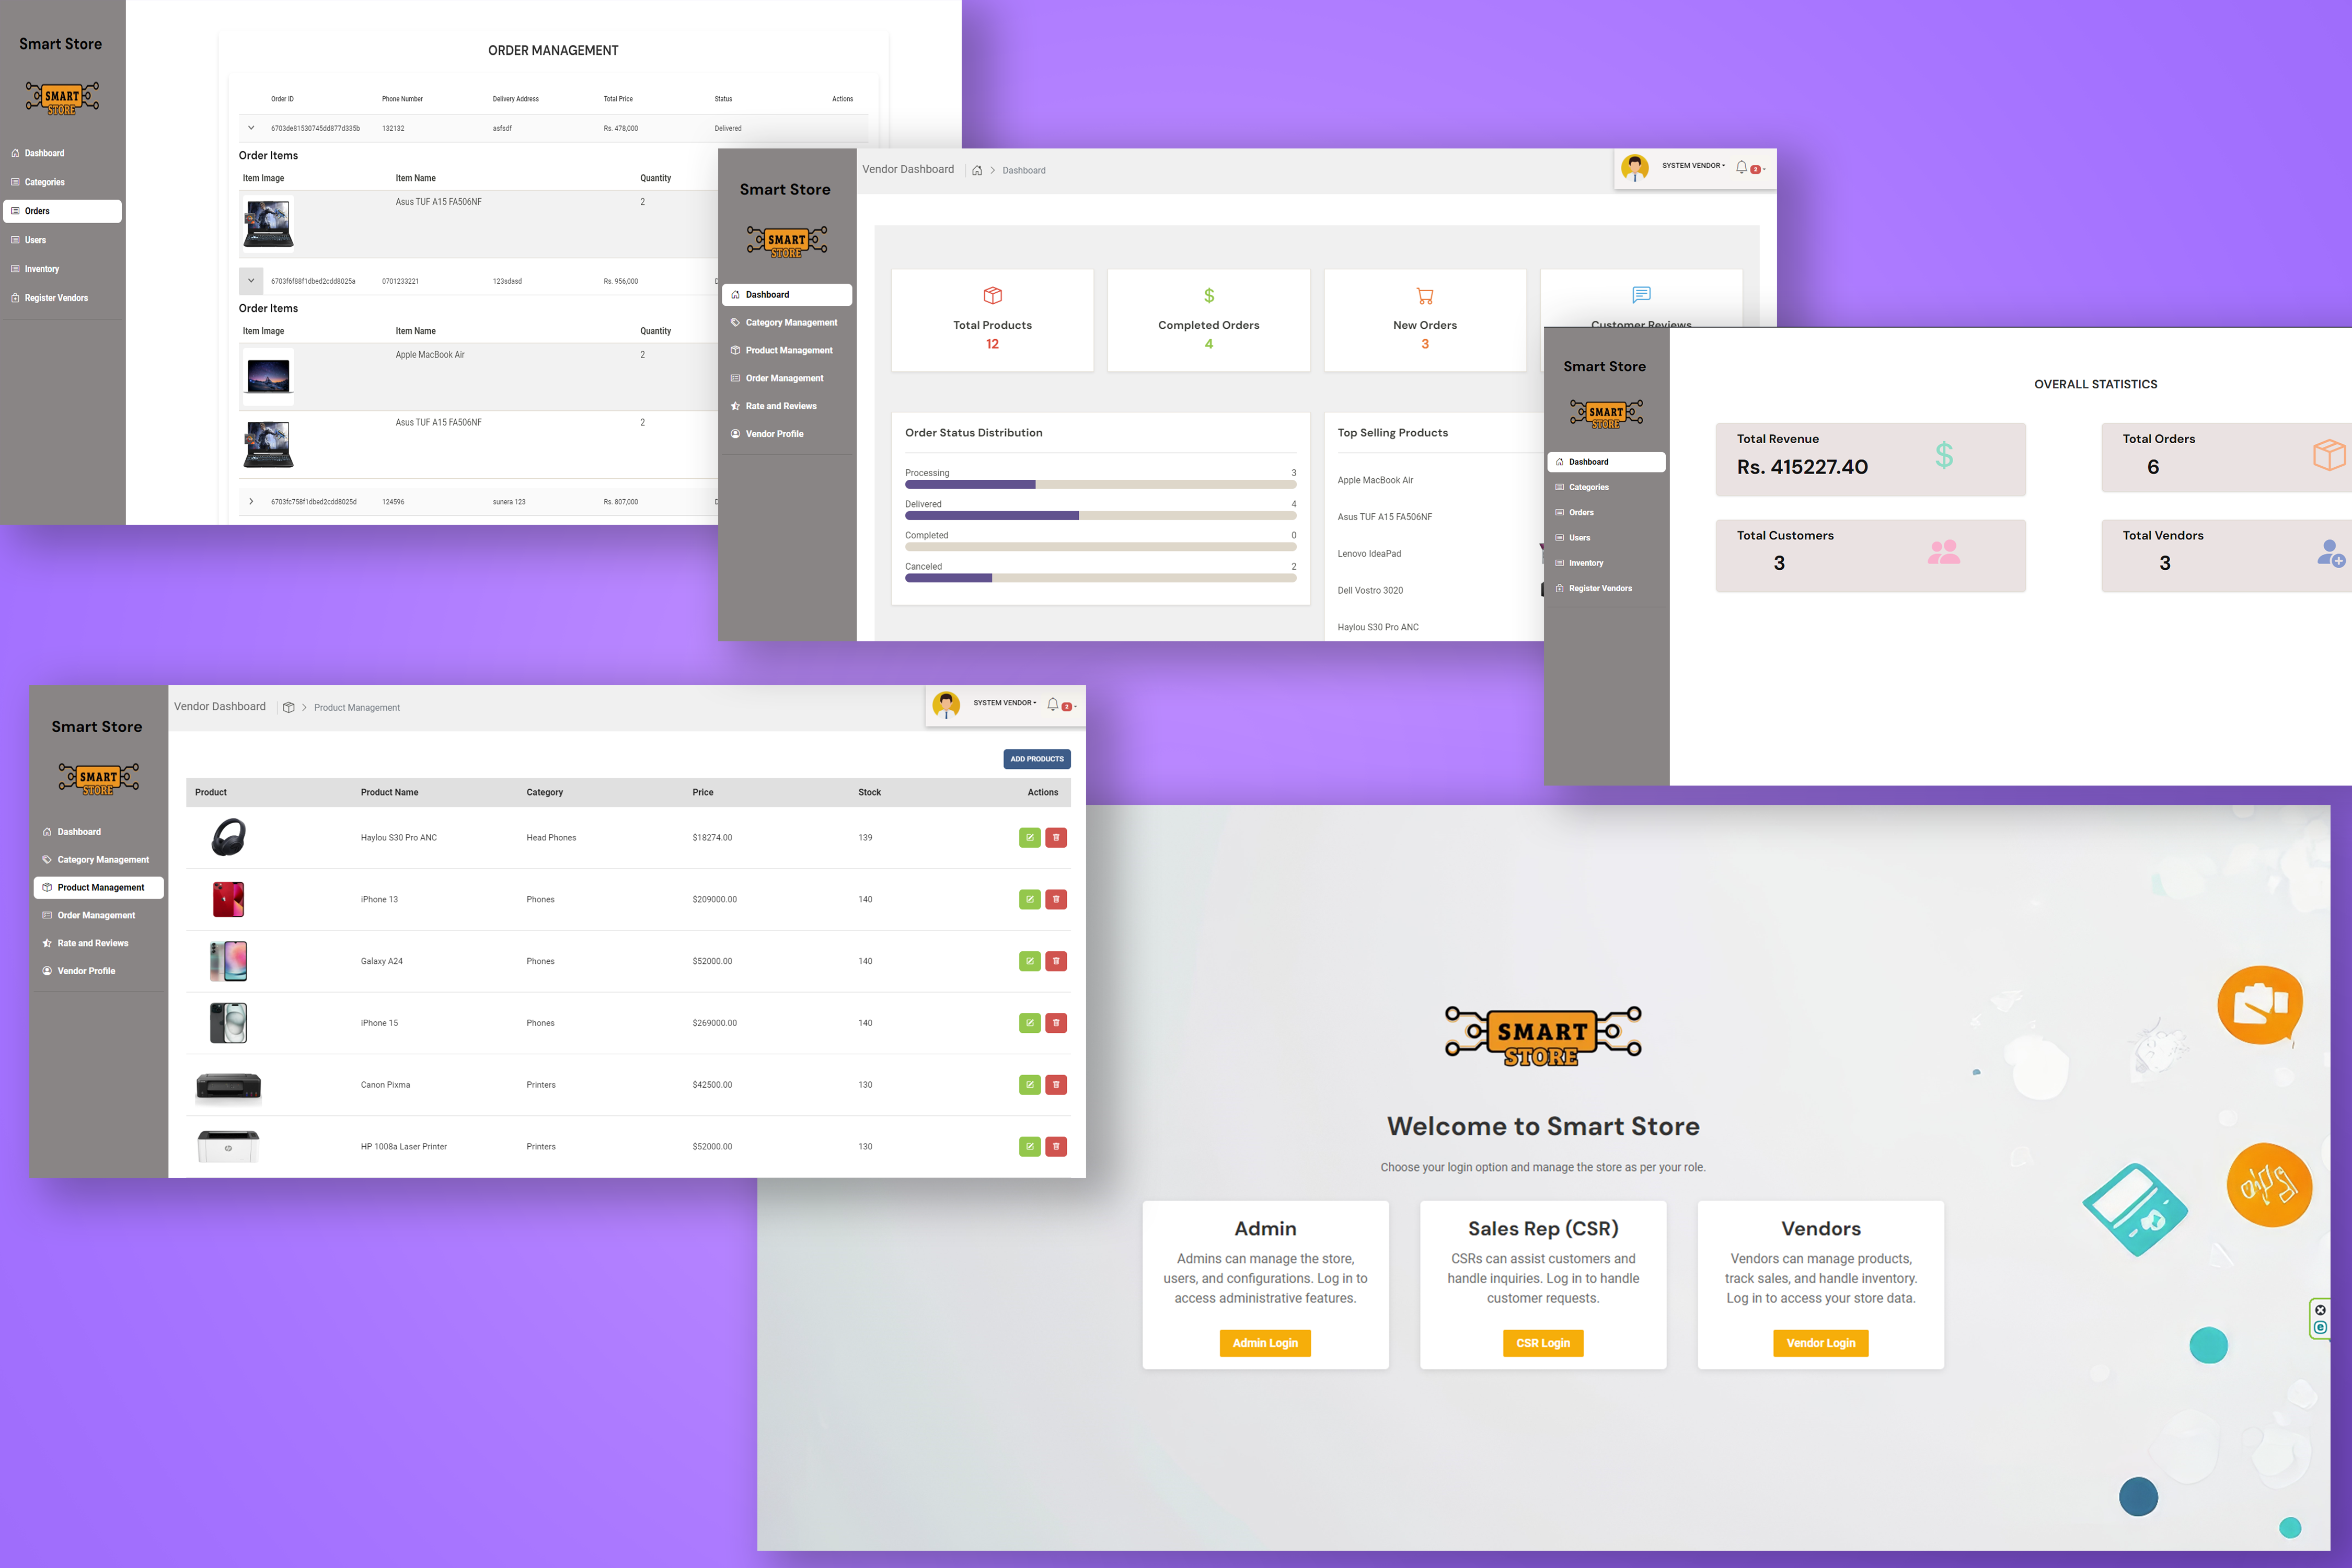 Smart Store
SMART
STORE
Dashboard
Categories
Orders
Users
Inventory
Register Vendors
ORDER MANAGEMENT
Order ID Phone Number Delivery Address Total Price Status Actions
6703de81530745dd877d335b 132132 asfsdf Rs. 478,000 Delivered
Order Items
Item Image Item Name Quantity
Asus TUF A15 FA506NF 2
6703f6f88f1dbed2cdd8025a 0701233221 123sdasd Rs. 956,000
Order Items
Item Image Item Name Quantity
Apple MacBook Air 2
Asus TUF A15 FA506NF 2
6703fc758f1dbed2cdd8025d 124596 sunera 123 Rs. 807,000
Smart Store
SMART
STORE
Dashboard
Category Management
Product Management
Order Management
Rate and Reviews
Vendor Profile
Vendor Dashboard > Dashboard
SYSTEM VENDOR
2
Total Products
12
Completed Orders
4
New Orders
3
Customer Reviews
Order Status Distribution
Processing 3
Delivered 4
Completed 0
Canceled 2
Top Selling Products
Apple MacBook Air
Asus TUF A15 FA506NF
Lenovo IdeaPad
Dell Vostro 3020
Haylou S30 Pro ANC
Smart Store
SMART
STORE
Dashboard
Categories
Orders
Users
Inventory
Register Vendors
OVERALL STATISTICS
Total Revenue
Rs. 415227.40
Total Orders
6
Total Customers
3
Total Vendors
3
Smart Store
SMART
STORE
Dashboard
Category Management
Product Management
Order Management
Rate and Reviews
Vendor Profile
Vendor Dashboard > Product Management
SYSTEM VENDOR
2
ADD PRODUCTS
Product Product Name Category Price Stock Actions
Haylou S30 Pro ANC Head Phones $18274.00 139
iPhone 13 Phones $209000.00 140
Galaxy A24 Phones $52000.00 140
iPhone 15 Phones $269000.00 140
Canon Pixma Printers $42500.00 130
HP 1008a Laser Printer Printers $52000.00 130
SMART
STORE
Welcome to Smart Store
Choose your login option and manage the store as per your role.
Admin
Admins can manage the store,
users, and configurations. Log in to
access administrative features.
Admin Login
Sales Rep (CSR)
CSRs can assist customers and
handle inquiries. Log in to handle
customer requests.
CSR Login
Vendors
Vendors can manage products,
track sales, and handle inventory.
Log in to access your store data.
Vendor Login